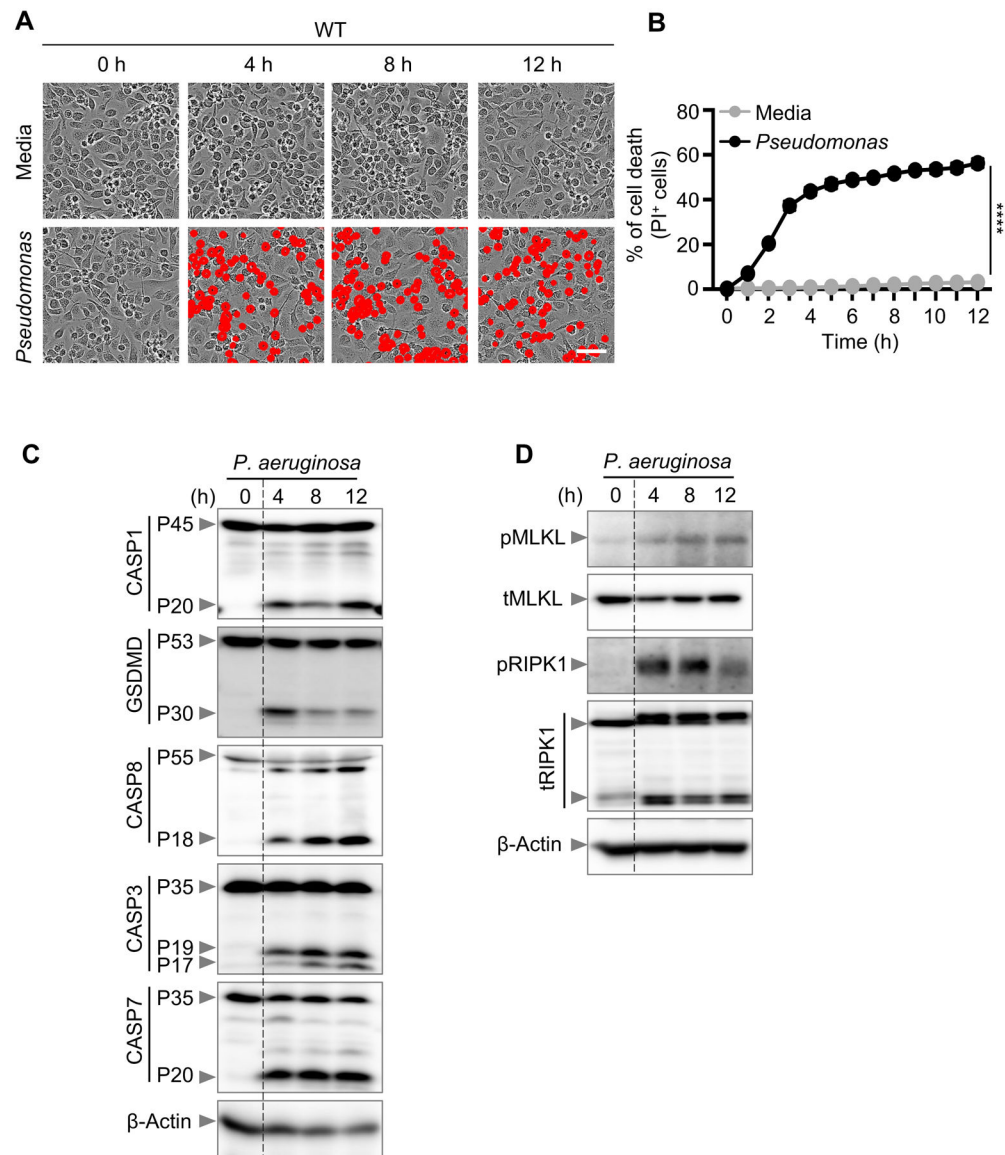 A
WT
0 h 4 h 8 h 12 h
Media
Pseudomonas
B
80
60
40
20
0
% of cell death
(PI⁺ cells)
Media
Pseudomonas
****
0 2 4 6 8 10 12
Time (h)
C
P. aeruginosa
(h) 0 4 8 12
CASP1
P45
P20
GSDMD
P53
P30
CASP8
P55
P18
CASP3
P35
P19
P17
CASP7
P35
P20
β-Actin
D
P. aeruginosa
(h) 0 4 8 12
pMLKL
tMLKL
pRIPK1
tRIPK1
β-Actin